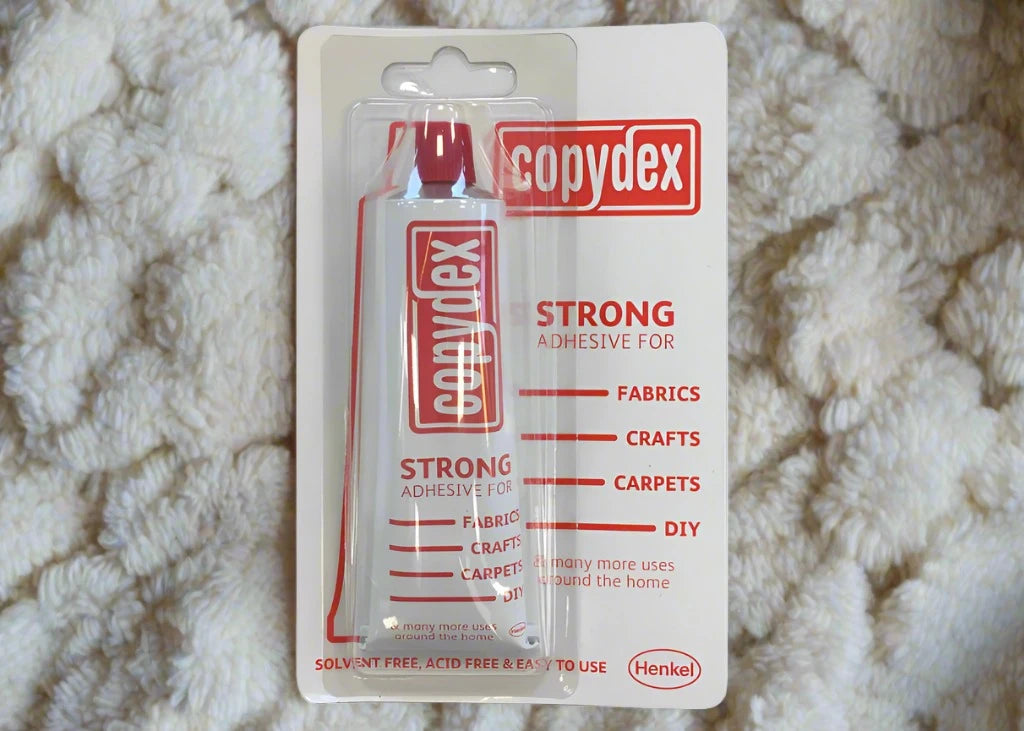 copydex
STRONG
ADHESIVE FOR
FABRICS
CRAFTS
CARPETS
DIY
& many more uses
around the home
SOLVENT FREE, ACID FREE & EASY TO USE
Henkel
copydex
STRONG
ADHESIVE FOR
FABRICS
CRAFTS
CARPETS
DIY
& many more uses
around the home
Henkel